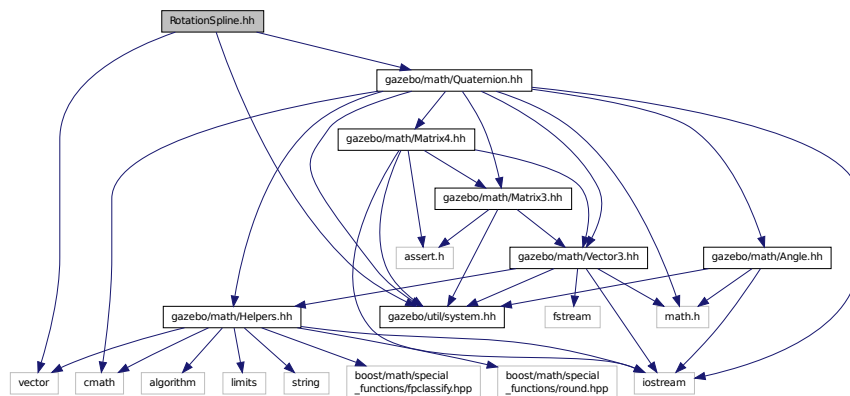 RotationSpline.hh
gazebo/math/Quaternion.hh
gazebo/math/Matrix4.hh
gazebo/math/Matrix3.hh
assert.h
gazebo/math/Vector3.hh
gazebo/math/Angle.hh
gazebo/math/Helpers.hh
gazebo/util/system.hh
fstream
math.h
vector
cmath
algorithm
limits
string
boost/math/special
_functions/fpclassify.hpp
boost/math/special
_functions/round.hpp
iostream